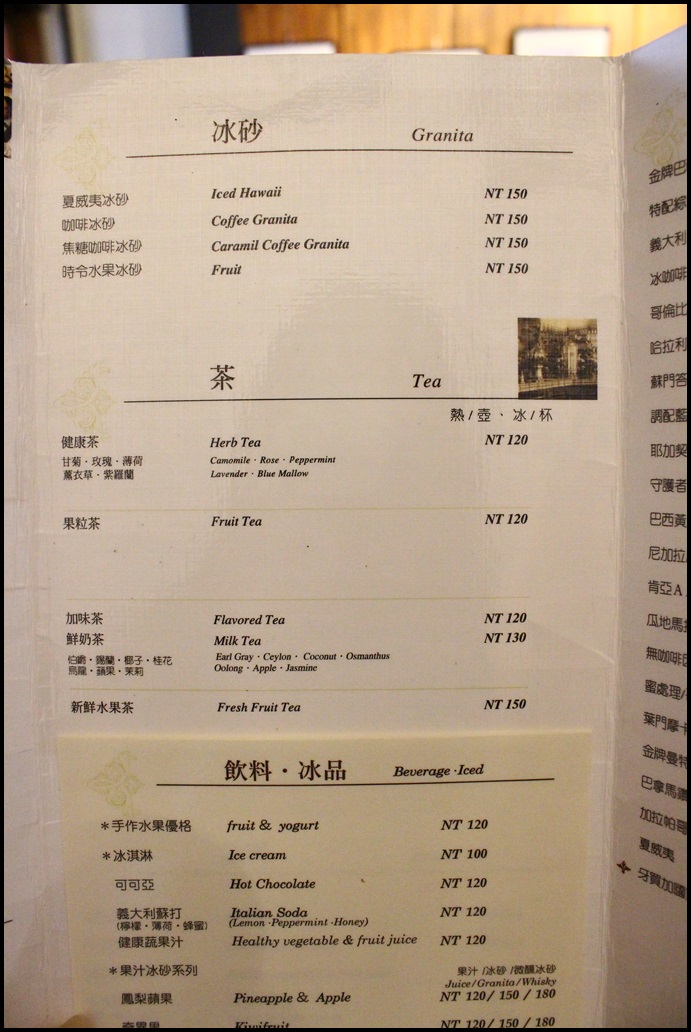 冰砂 Granita
夏威夷冰砂 Iced Hawaii NT 150
咖啡冰砂 Coffee Granita NT 150
焦糖咖啡冰砂 Caramil Coffee Granita NT 150
時令水果冰砂 Fruit NT 150
茶 Tea
熱/壺、冰/杯
健康茶 Herb Tea NT 120
甘菊·玫瑰·薄荷 Camomile · Rose · Peppermint
薰衣草·紫羅蘭 Lavender · Blue Mallow
果粒茶 Fruit Tea NT 120
加味茶 Flavored Tea NT 120
鮮奶茶 Milk Tea NT 130
伯爵·錫蘭·椰子·桂花 Earl Gray · Ceylon · Coconut · Osmanthus
烏龍·蘋果·茉莉 Oolong · Apple · Jasmine
新鮮水果茶 Fresh Fruit Tea NT 150
飲料·冰品 Beverage ·Iced
*手作水果優格 fruit & yogurt NT 120
*冰淇淋 Ice cream NT 100
可可亞 Hot Chocolate NT 120
義大利蘇打 Italian Soda NT 120
(檸檬·薄荷·蜂蜜) (Lemon ·Peppermint ·Honey)
健康蔬果汁 Healthy vegetable & fruit juice NT 120
*果汁冰砂系列 果汁/冰砂/微醺冰砂
Juice/Granita/Whisky
鳳梨蘋果 Pineapple & Apple NT 120/ 150 / 180
奇異果 Kiwifruit NT 120/ 150 / 180
金牌巴
特配綜
義大利
冰咖啡
哥倫比
哈拉利
蘇門答
調配藍
耶加契
守護者
巴西黃
尼加拉
肯亞A
瓜地馬
無咖啡因
蜜處理/
葉門摩卡
金牌曼特
巴拿馬
加拉帕哥
夏威夷
牙買加